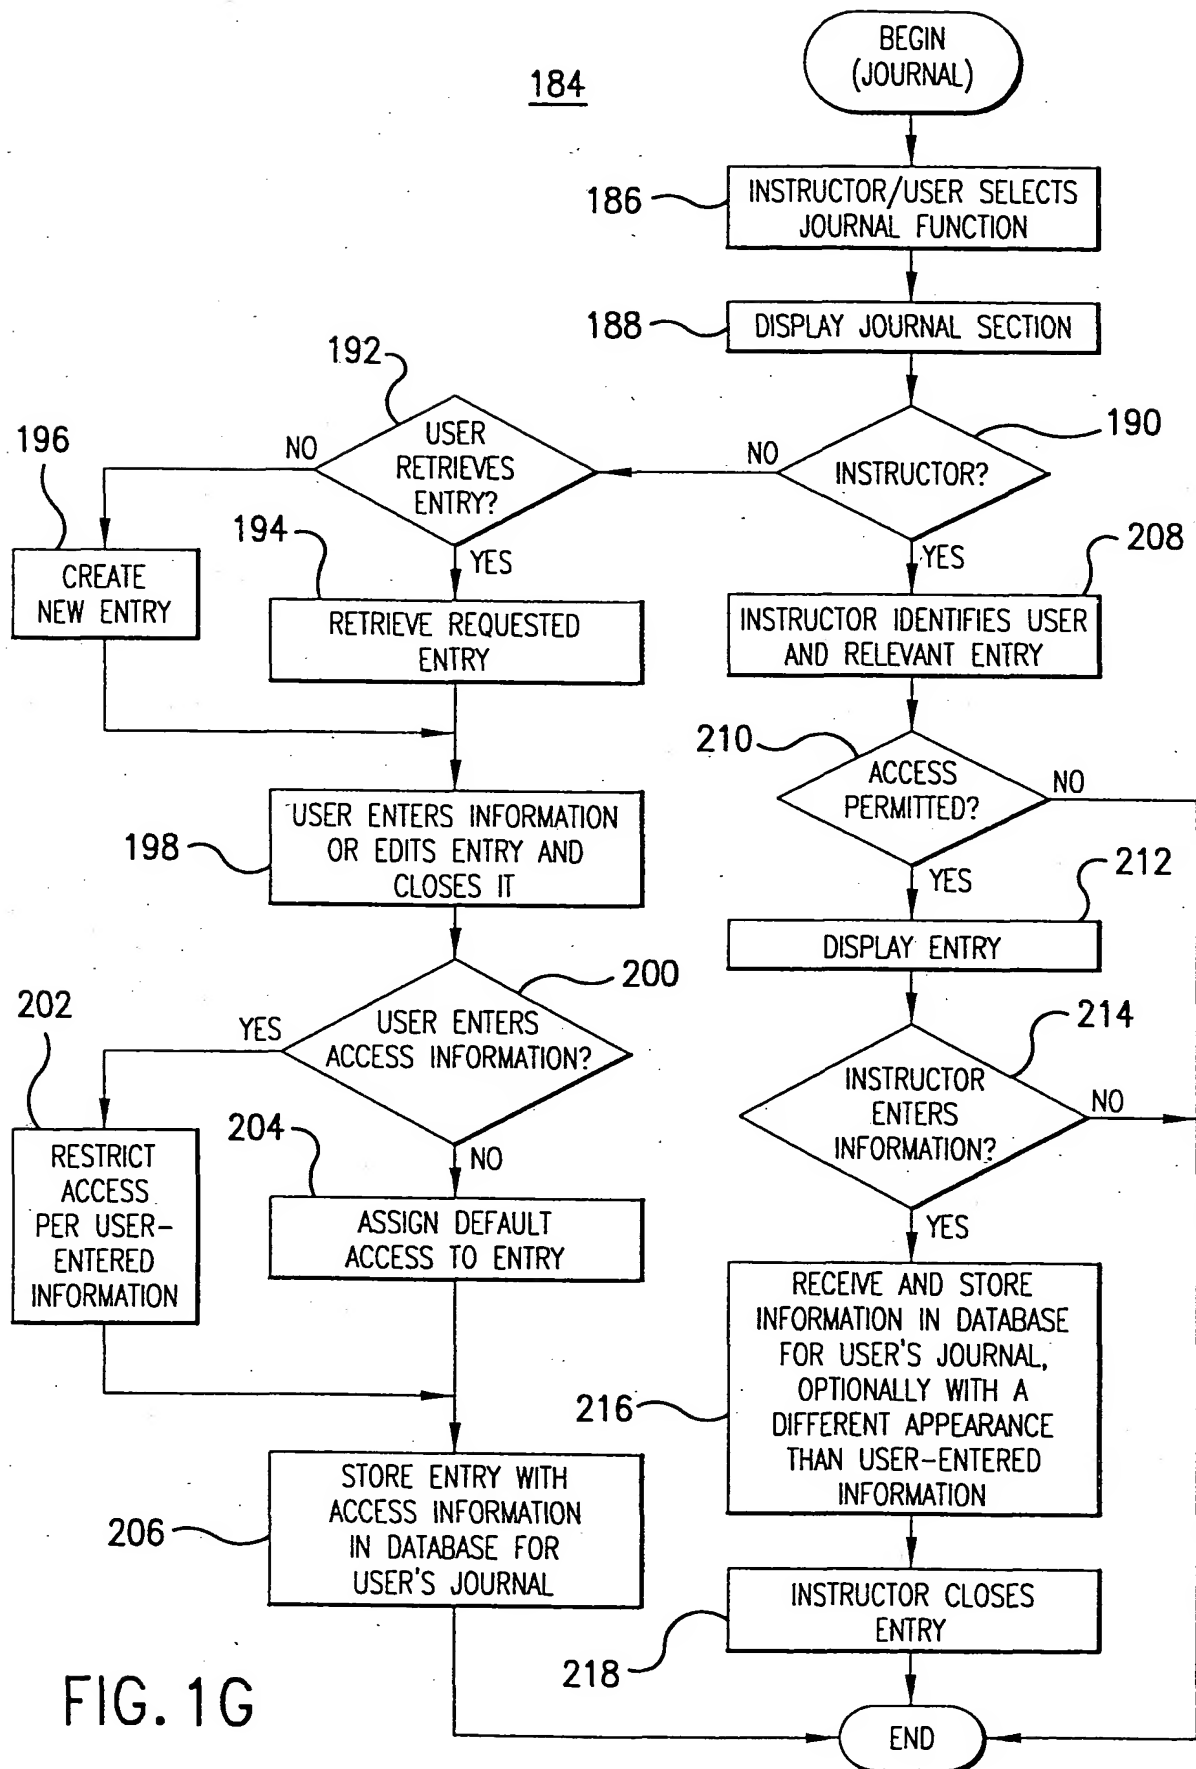 BEGIN
(JOURNAL)
184
186
INSTRUCTOR/USER SELECTS
JOURNAL FUNCTION
188
DISPLAY JOURNAL SECTION
190
INSTRUCTOR?
NO
YES
192
USER
RETRIEVES
ENTRY?
NO
YES
196
CREATE
NEW ENTRY
194
RETRIEVE REQUESTED
ENTRY
198
USER ENTERS INFORMATION
OR EDITS ENTRY AND
CLOSES IT
200
USER ENTERS
ACCESS INFORMATION?
YES
NO
202
RESTRICT
ACCESS
PER USER-
ENTERED
INFORMATION
204
ASSIGN DEFAULT
ACCESS TO ENTRY
206
STORE ENTRY WITH
ACCESS INFORMATION
IN DATABASE FOR
USER'S JOURNAL
208
INSTRUCTOR IDENTIFIES USER
AND RELEVANT ENTRY
210
ACCESS
PERMITTED?
NO
YES
212
DISPLAY ENTRY
214
INSTRUCTOR
ENTERS
INFORMATION?
NO
YES
216
RECEIVE AND STORE
INFORMATION IN DATABASE
FOR USER'S JOURNAL,
OPTIONALLY WITH A
DIFFERENT APPEARANCE
THAN USER-ENTERED
INFORMATION
218
INSTRUCTOR CLOSES
ENTRY
END
FIG. 1G